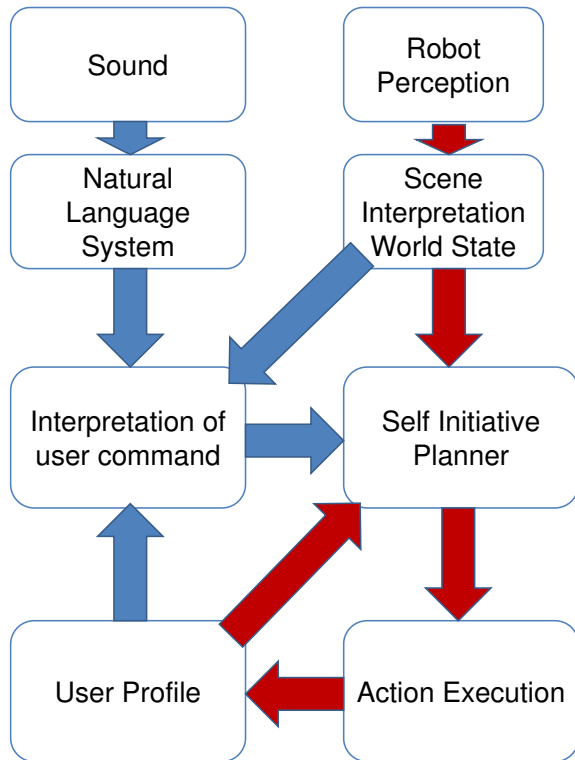 Sound
Robot
Perception
Natural
Language
System
Scene
Interpretation
World State
Interpretation of
user command
Self Initiative
Planner
User Profile
Action Execution